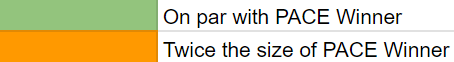 On par with PACE Winner
Twice the size of PACE Winner